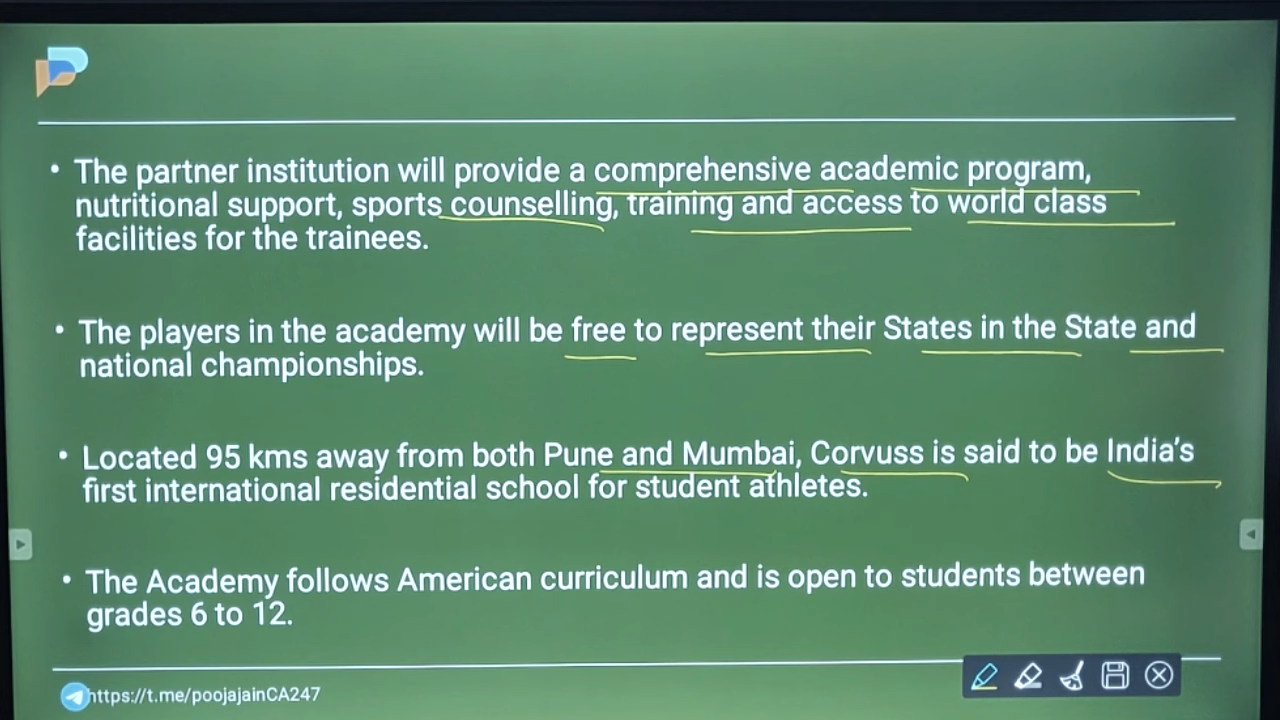 • The partner institution will provide a comprehensive academic program,
nutritional support, sports counselling, training and access to world class
facilities for the trainees.
• The players in the academy will be free to represent their States in the State and
national championships.
• Located 95 kms away from both Pune and Mumbai, Corvuss is said to be India's
first international residential school for student athletes.
• The Academy follows American curriculum and is open to students between
grades 6 to 12.
https://t.me/poojajainCA247